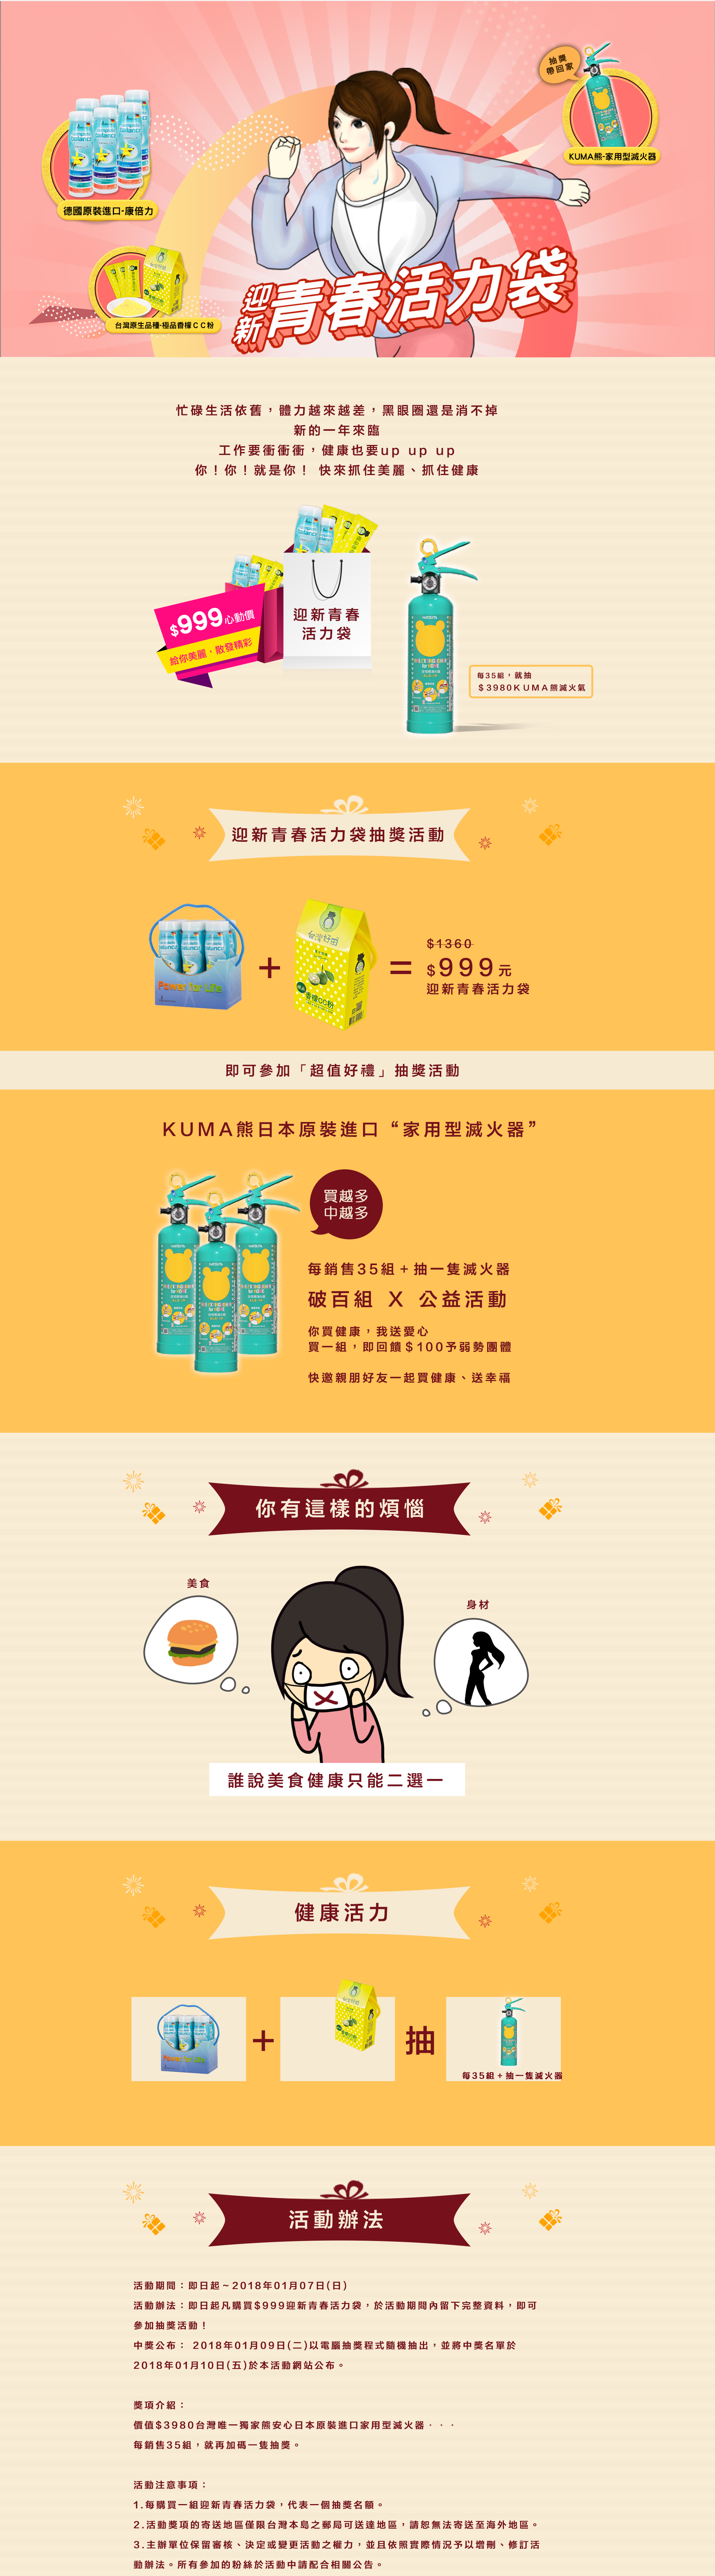 抽獎
帶回家
KUMA熊-家用型滅火器
德國原裝進口-康倍力
台灣原生品種-極品香檬CC粉
迎新
青春活力袋
忙碌生活依舊，體力越來越差，黑眼圈還是消不掉
新的一年來臨
工作要衝衝衝，健康也要up up up
你！你！就是你！ 快來抓住美麗、抓住健康
$999心動價
給你美麗，散發精彩
迎新青春
活力袋
每35組，就抽
＄3980KUMA熊滅火氣
迎新青春活力袋抽獎活動
Power for Life
台灣好田
香檬CC粉
+
=
$1360
$999元
迎新青春活力袋
即可參加「超值好禮」抽獎活動
KUMA熊日本原裝進口“家用型滅火器”
買越多
中越多
每銷售35組＋抽一隻滅火器
破百組 X 公益活動
你買健康，我送愛心
買一組，即回饋＄100予弱勢團體
快邀親朋好友一起買健康、送幸福
你有這樣的煩惱
美食
身材
誰說美食健康只能二選一
健康活力
Power for Life
+
抽
每35組＋抽一隻滅火器
活動辦法
活動期間：即日起～2018年01月07日(日)
活動辦法：即日起凡購買$999迎新青春活力袋，於活動期間內留下完整資料，即可
參加抽獎活動！
中獎公布： 2018年01月09日(二)以電腦抽獎程式隨機抽出，並將中獎名單於
2018年01月10日(五)於本活動網站公布。
獎項介紹：
價值$3980台灣唯一獨家熊安心日本原裝進口家用型滅火器．．．
每銷售35組，就再加碼一隻抽獎。
活動注意事項：
1.每購買一組迎新青春活力袋，代表一個抽獎名額。
2.活動獎項的寄送地區僅限台灣本島之郵局可送達地區，請恕無法寄送至海外地區。
3.主辦單位保留審核、決定或變更活動之權力，並且依照實際情況予以增刪、修訂活
動辦法。所有參加的粉絲於活動中請配合相關公告。